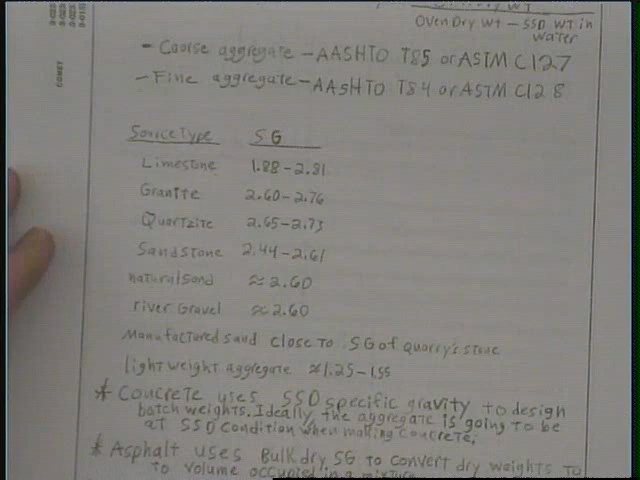 Oven Dry WT – SSD WT in
Water
- Coarse aggregate – AASHTO T85 or ASTM C127
- Fine aggregate – AASHTO T84 or ASTM C128
Source Type SG
Limestone 1.88 – 2.81
Granite 2.60 – 2.76
Quartzite 2.65 – 2.73
Sandstone 2.44 – 2.61
natural sand ≈ 2.60
river Gravel ≈ 2.60
Manufactured sand close to SG of Quarry's stone
light weight aggregate ≈ 1.25 – 1.55
* Concrete uses SSD specific gravity to design
batch weights. Ideally, the aggregate is going to be
at SSD condition when making concrete.
* Asphalt uses Bulk dry SG to convert dry weights to
to volume occupied in a mixture
COMET